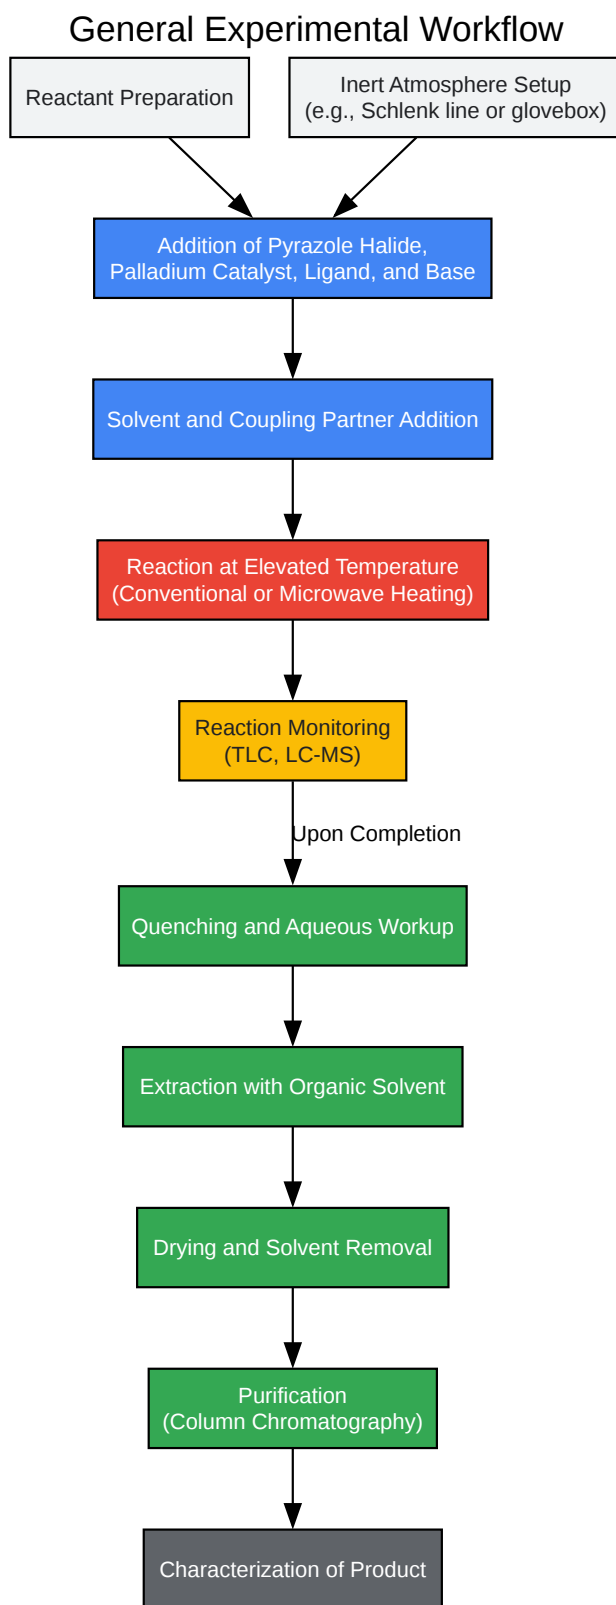 General Experimental Workflow
Reactant Preparation
Inert Atmosphere Setup
(e.g., Schlenk line or glovebox)
Addition of Pyrazole Halide,
Palladium Catalyst, Ligand, and Base
Solvent and Coupling Partner Addition
Reaction at Elevated Temperature
(Conventional or Microwave Heating)
Reaction Monitoring
(TLC, LC-MS)
Upon Completion
Quenching and Aqueous Workup
Extraction with Organic Solvent
Drying and Solvent Removal
Purification
(Column Chromatography)
Characterization of Product